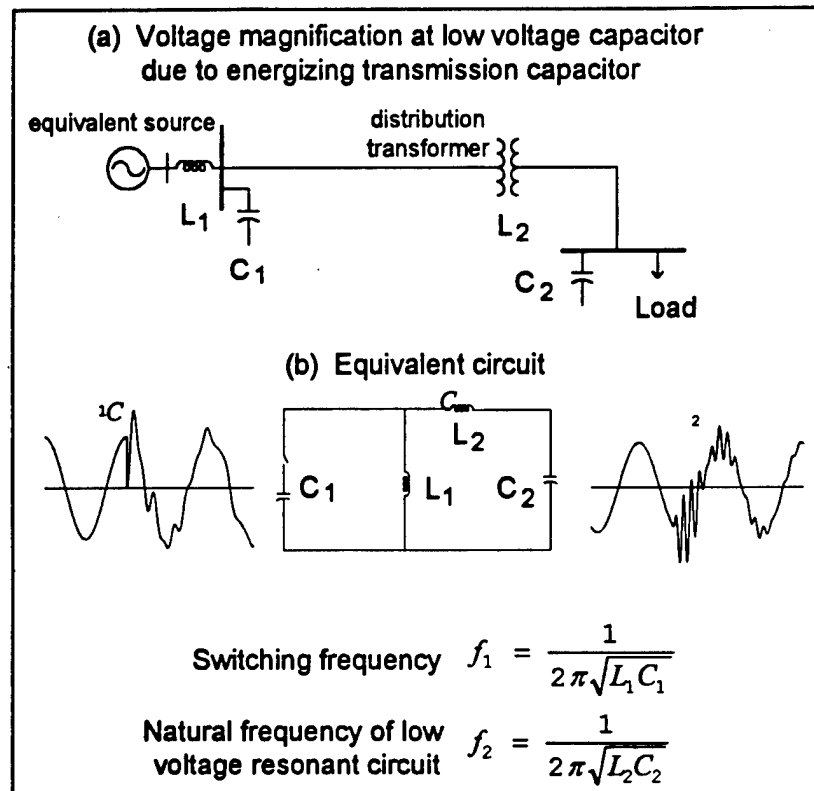 (a) Voltage magnification at low voltage capacitor
due to energizing transmission capacitor
equivalent source
distribution
transformer
L1
C1
L2
C2
Load
(b) Equivalent circuit
1C
C
L2
C1
L1
C2
2
Switching frequency f1 = 1 / 2π√L1C1
Natural frequency of low
voltage resonant circuit f2 = 1 / 2π√L2C2